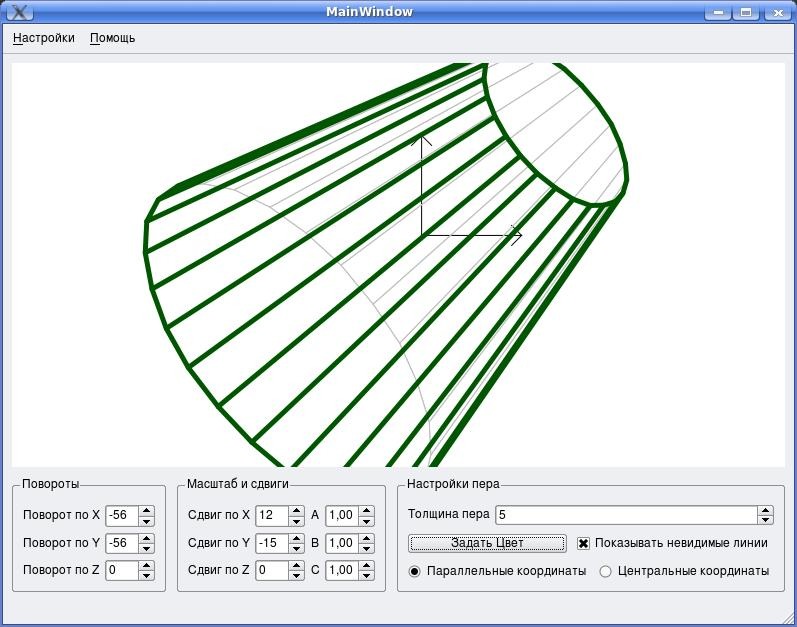 MainWindow
Настройки Помощь
Повороты Масштаб и сдвиги Настройки пера
Поворот по X -56 Сдвиг по X 12 A 1,00 Толщина пера 5
Поворот по Y -56 Сдвиг по Y -15 B 1,00 Задать Цвет Показывать невидимые линии
Поворот по Z 0 Сдвиг по Z 0 C 1,00 Параллельные координаты Центральные координаты